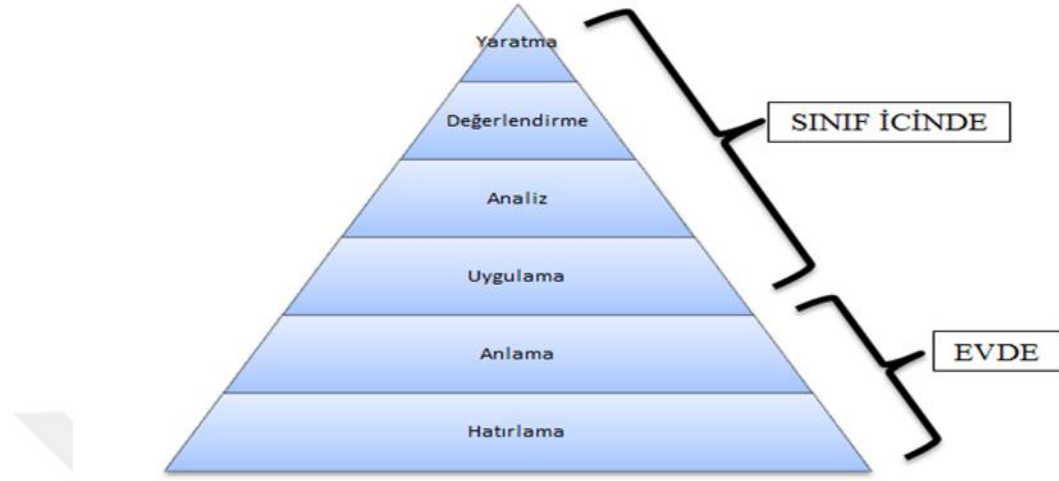 Yaratma
Değerlendirme
Analiz
Uygulama
Anlama
Hatırlama
SINIF İCİNDE
EVDE